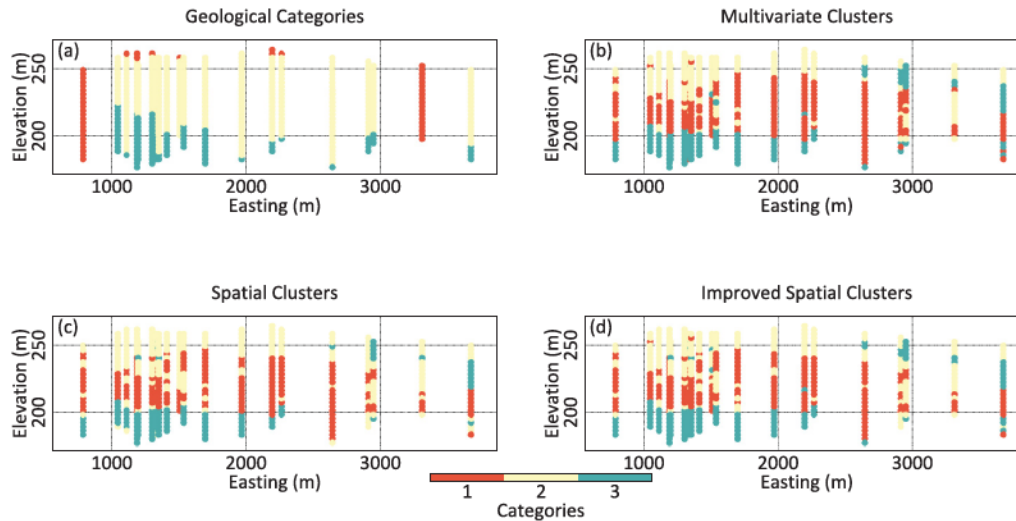 Geological Categories
Multivariate Clusters
(a)
(b)
250
200
Elevation (m)
1000 2000 3000
Easting (m)
250
200
Elevation (m)
1000 2000 3000
Easting (m)
Spatial Clusters
Improved Spatial Clusters
(c)
(d)
250
200
Elevation (m)
1000 2000 3000
Easting (m)
250
200
Elevation (m)
1000 2000 3000
Easting (m)
1 2 3
Categories